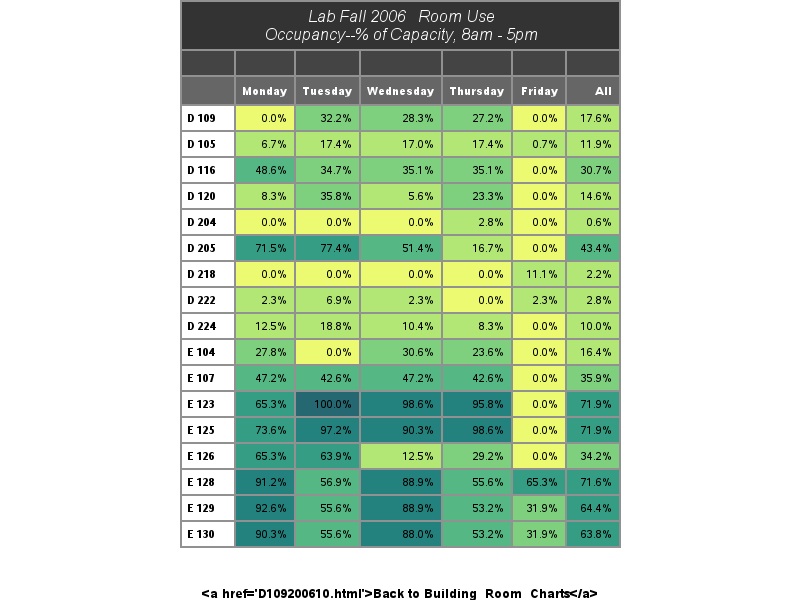 Lab Fall 2006 Room Use
Occupancy--% of Capacity, 8am - 5pm
Monday Tuesday Wednesday Thursday Friday All
D 109 0.0% 32.2% 28.3% 27.2% 0.0% 17.6%
D 105 6.7% 17.4% 17.0% 17.4% 0.7% 11.9%
D 116 48.6% 34.7% 35.1% 35.1% 0.0% 30.7%
D 120 8.3% 35.8% 5.6% 23.3% 0.0% 14.6%
D 204 0.0% 0.0% 0.0% 2.8% 0.0% 0.6%
D 205 71.5% 77.4% 51.4% 16.7% 0.0% 43.4%
D 218 0.0% 0.0% 0.0% 0.0% 11.1% 2.2%
D 222 2.3% 6.9% 2.3% 0.0% 2.3% 2.8%
D 224 12.5% 18.8% 10.4% 8.3% 0.0% 10.0%
E 104 27.8% 0.0% 30.6% 23.6% 0.0% 16.4%
E 107 47.2% 42.6% 47.2% 42.6% 0.0% 35.9%
E 123 65.3% 100.0% 98.6% 95.8% 0.0% 71.9%
E 125 73.6% 97.2% 90.3% 98.6% 0.0% 71.9%
E 126 65.3% 63.9% 12.5% 29.2% 0.0% 34.2%
E 128 91.2% 56.9% 88.9% 55.6% 65.3% 71.6%
E 129 92.6% 55.6% 88.9% 53.2% 31.9% 64.4%
E 130 90.3% 55.6% 88.0% 53.2% 31.9% 63.8%
<a href='D109200610.html'>Back to Building_Room_Charts</a>